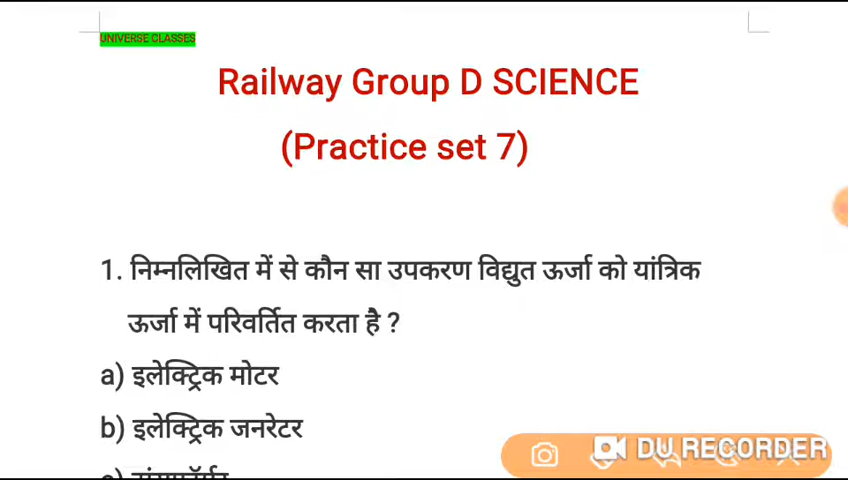 UNIVERSE CLASSES
Railway Group D SCIENCE
(Practice set 7)
1. निम्नलिखित में से कौन सा उपकरण विद्युत ऊर्जा को यांत्रिक
ऊर्जा में परिवर्तित करता है ?
a) इलेक्ट्रिक मोटर
b) इलेक्ट्रिक जनरेटर
DU RECORDER